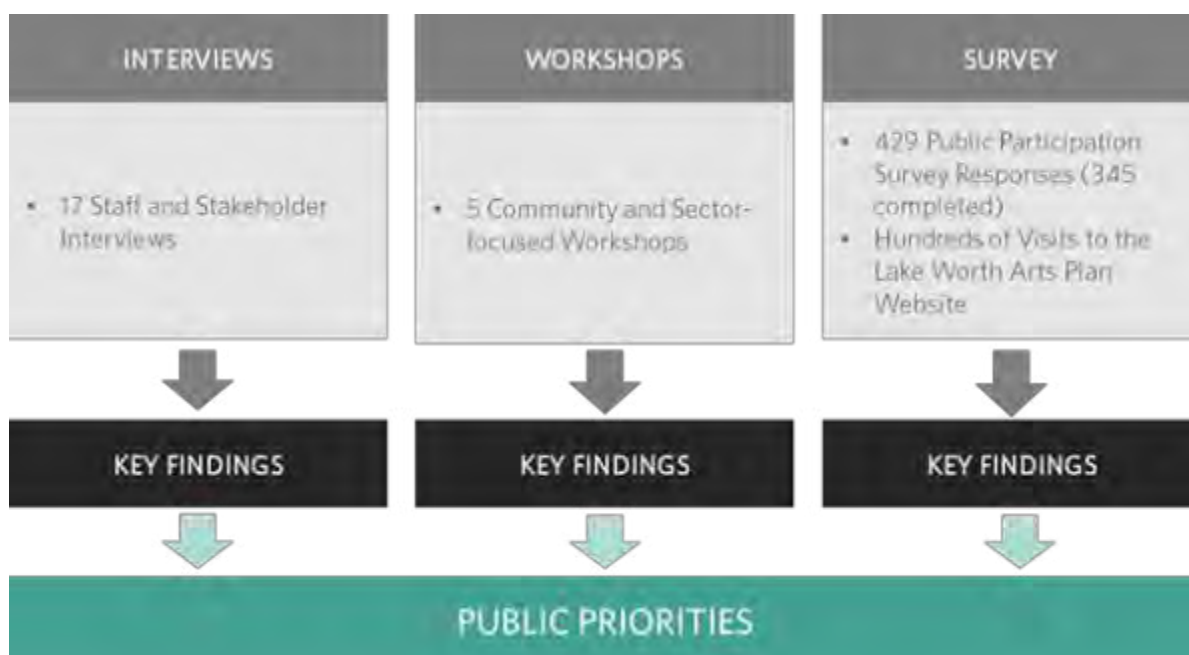 INTERVIEWS
• 17 Staff and Stakeholder
Interviews
WORKSHOPS
• 5 Community and Sector-
focused Workshops
SURVEY
• 429 Public Participation
Survey Responses (345
completed)
• Hundreds of Visits to the
Lake Worth Arts Plan
Website
KEY FINDINGS
KEY FINDINGS
KEY FINDINGS
PUBLIC PRIORITIES